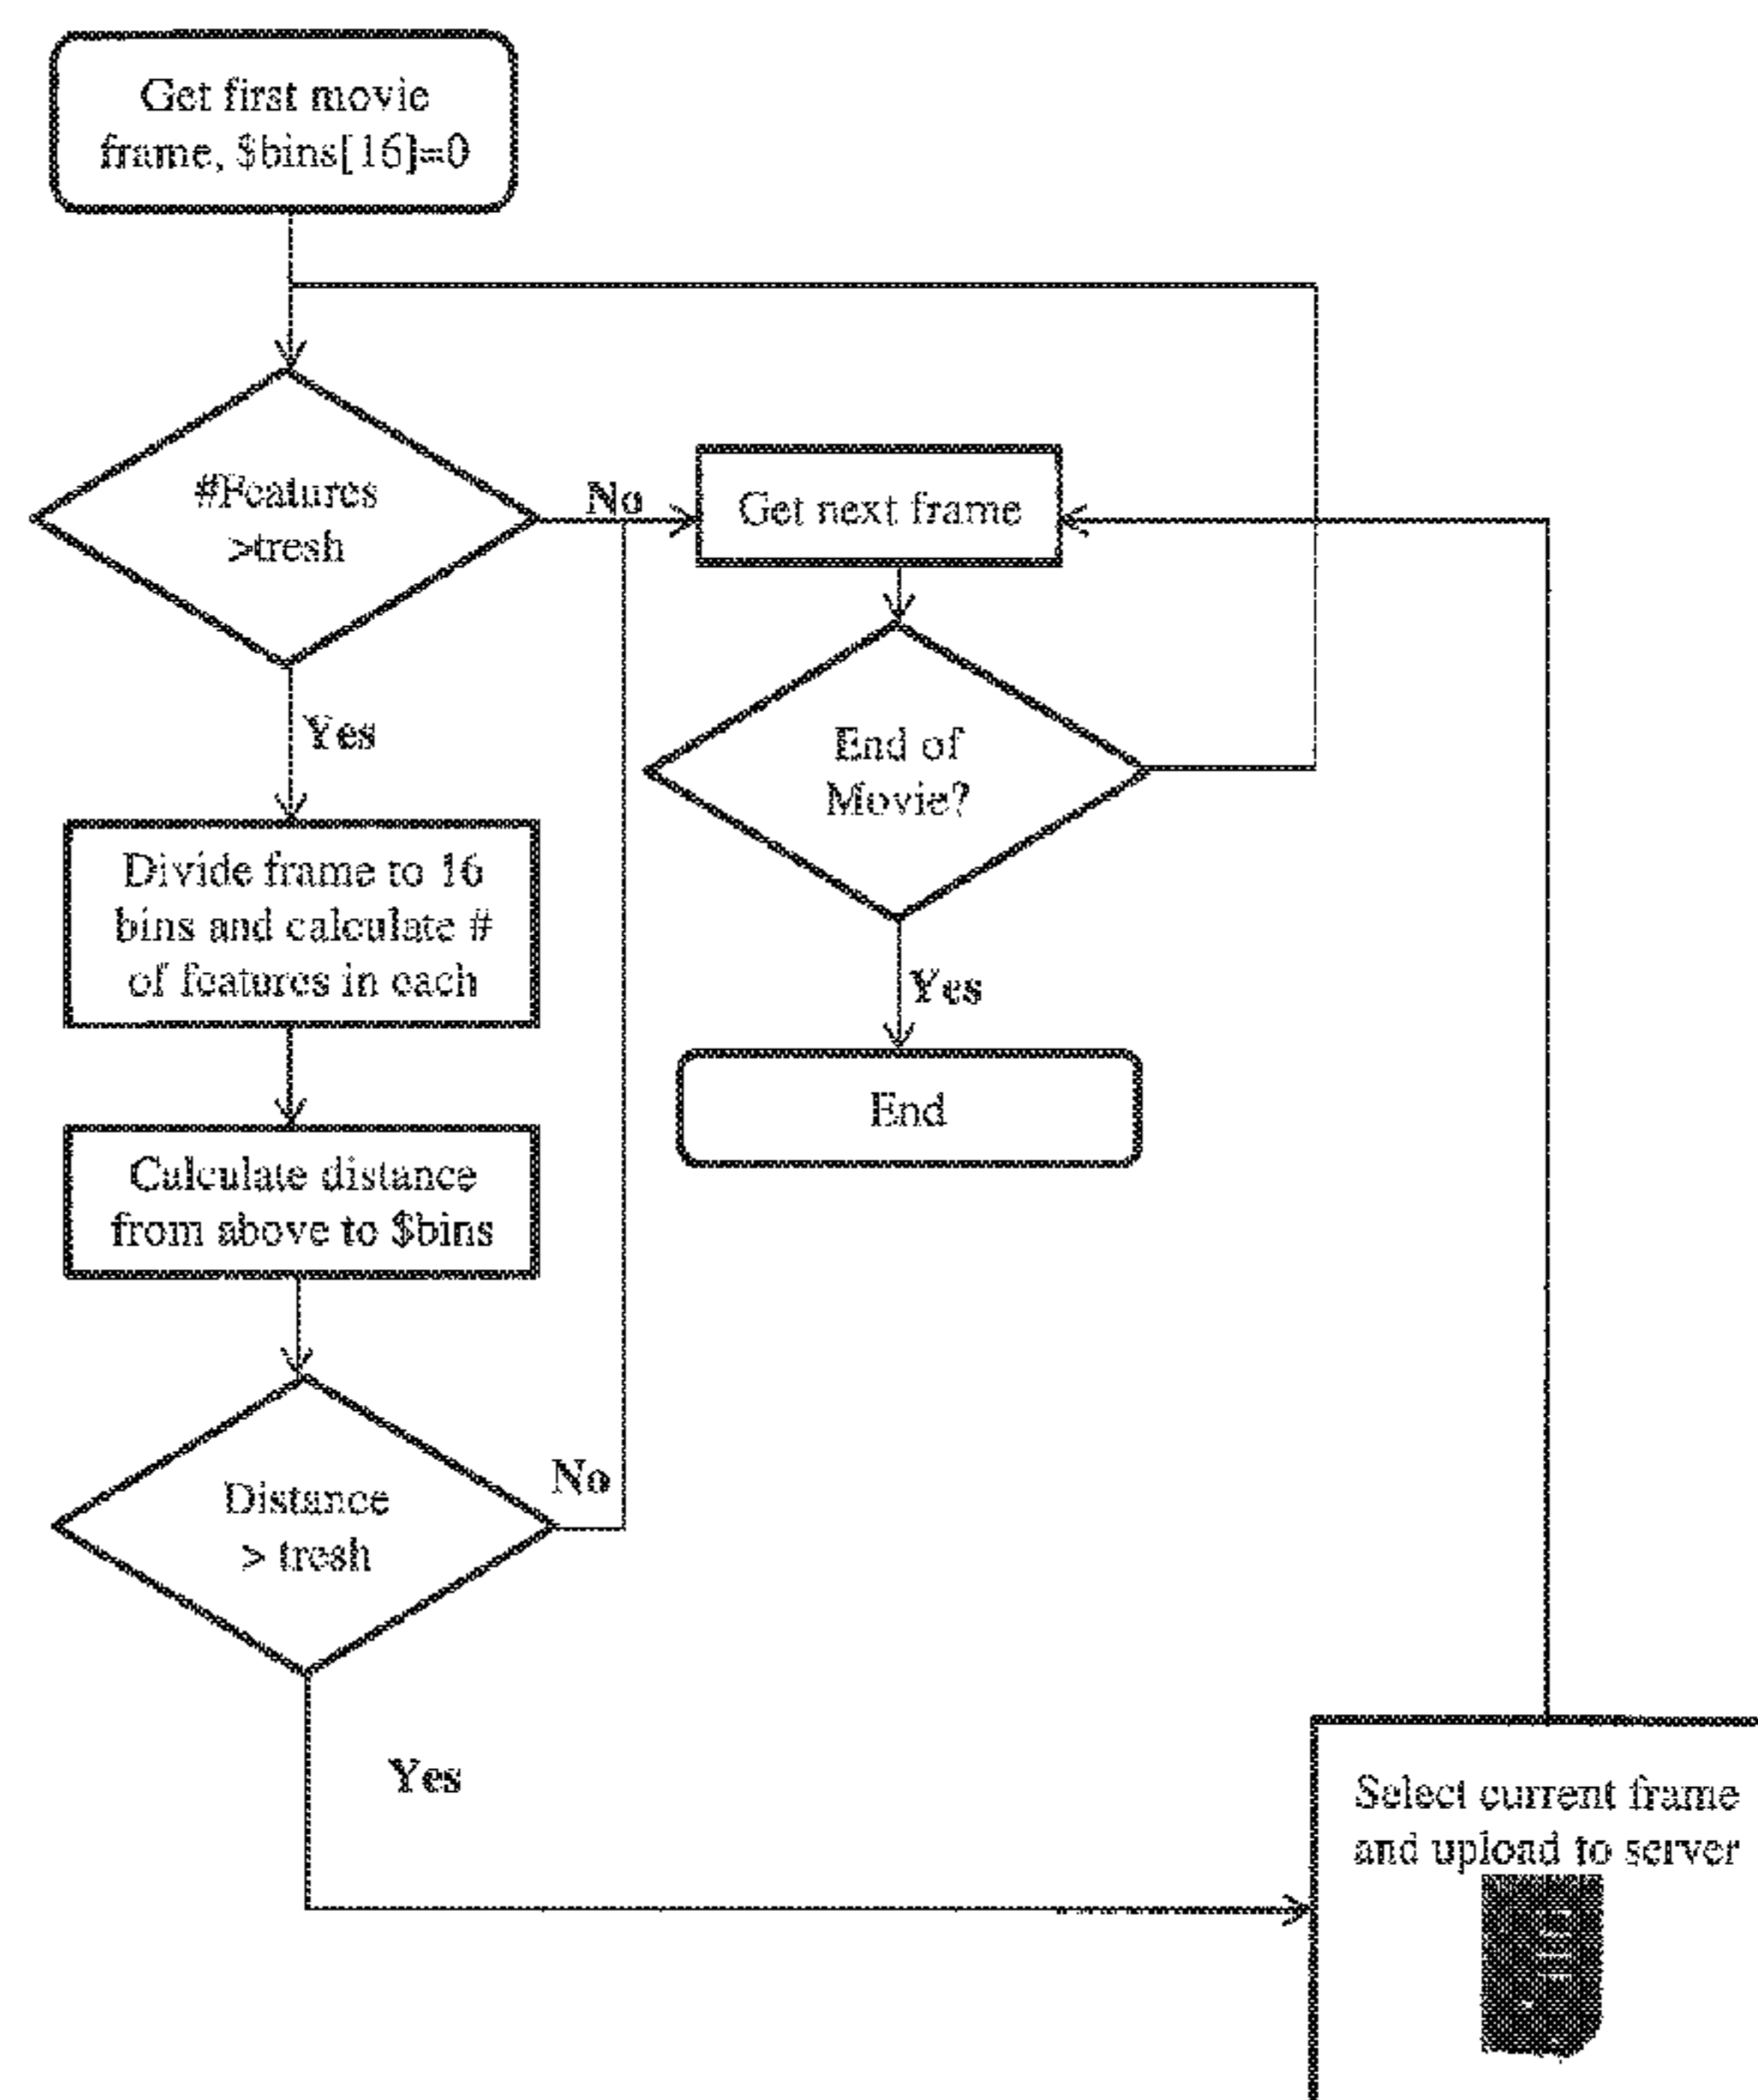 Get first movie
frame, $bins[16]=0
#Features
>tresh
No
Get next frame
Yes
End of
Movie?
Divide frame to 16
bins and calculate #
of features in each
Yes
End
Calculate distance
from above to $bins
No
Distance
> tresh
Yes
Select current frame
and upload to server